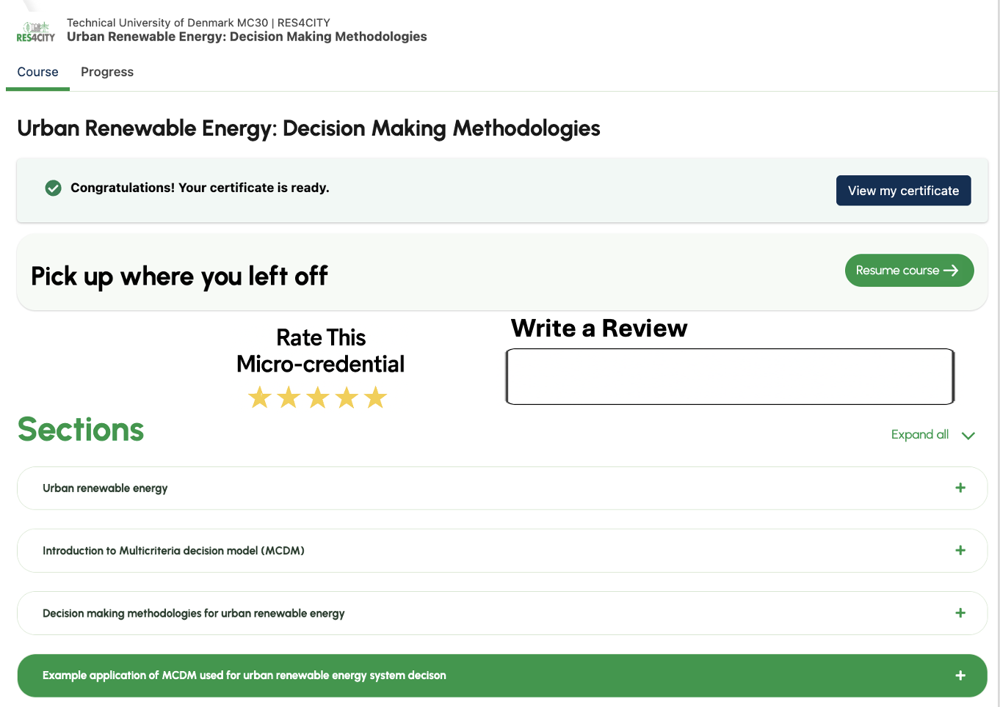 RES4CITY
Technical University of Denmark MC30 | RES4CITY
Urban Renewable Energy: Decision Making Methodologies
Course
Progress
Urban Renewable Energy: Decision Making Methodologies
Congratulations! Your certificate is ready.
View my certificate
Pick up where you left off
Resume course
Rate This
Micro-credential
Write a Review
Sections
Expand all
Urban renewable energy
Introduction to Multicriteria decision model (MCDM)
Decision making methodologies for urban renewable energy
Example application of MCDM used for urban renewable energy system decison